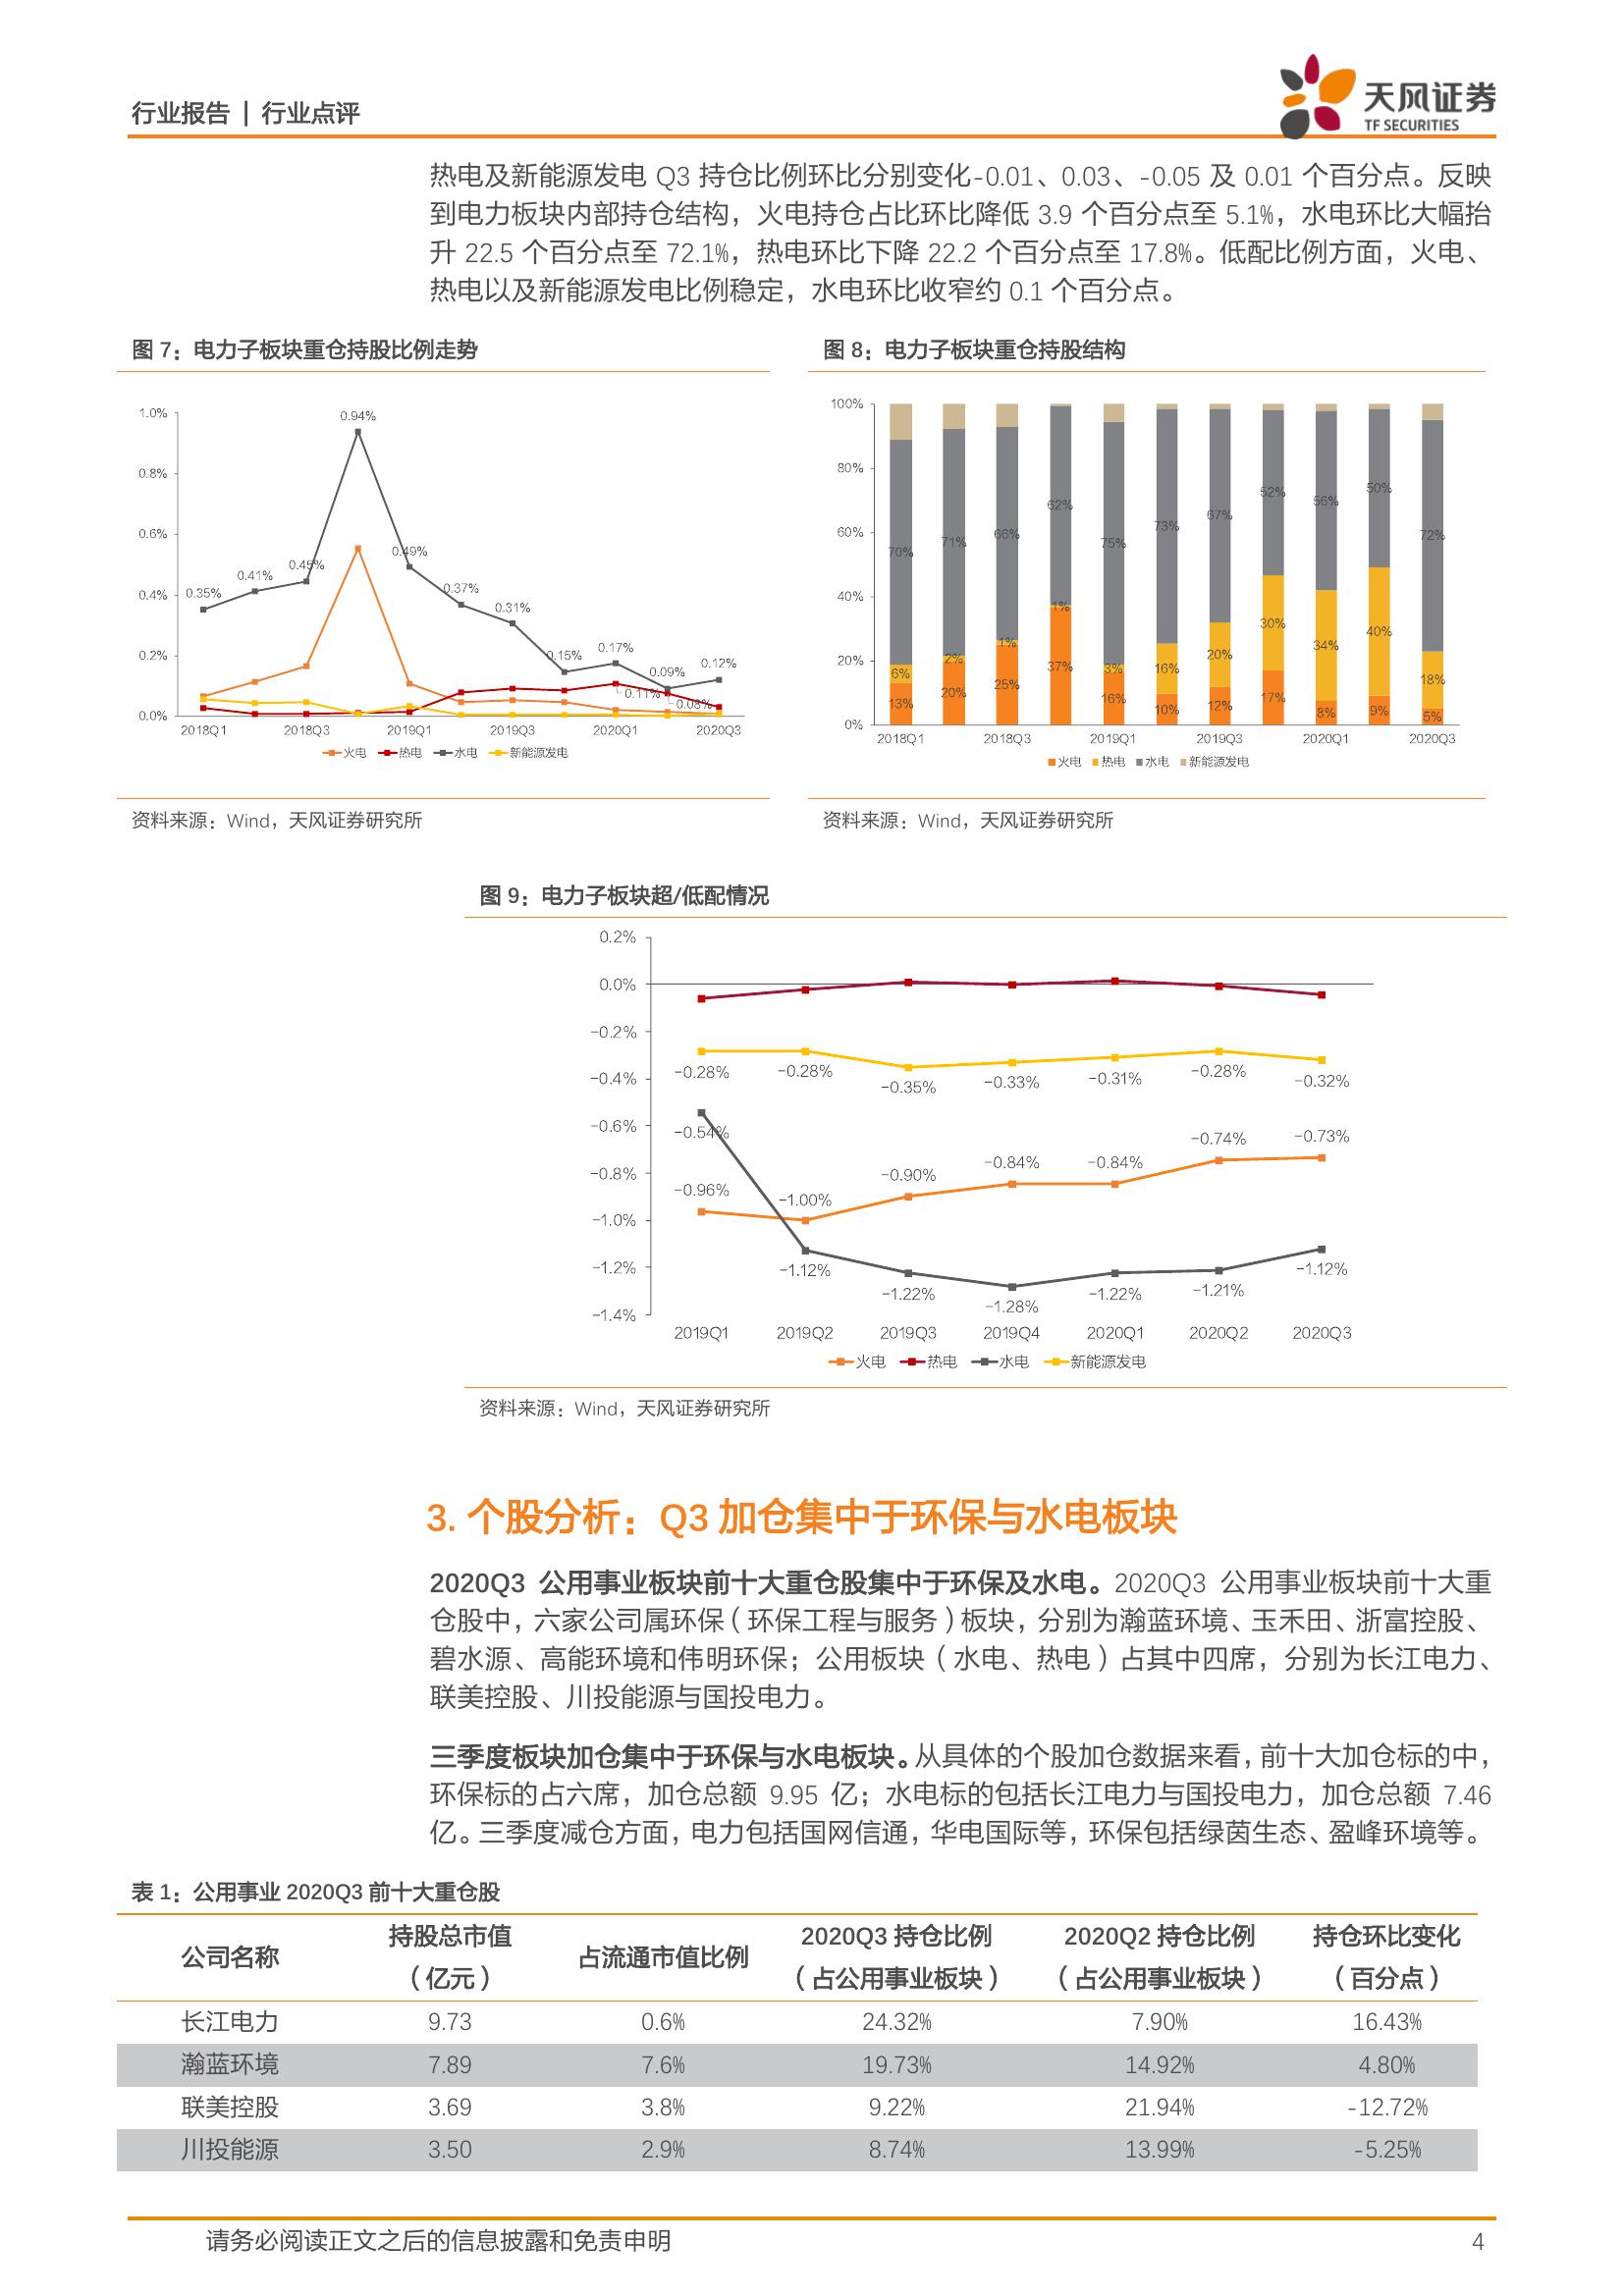 行业报告 | 行业点评
天风证券
TF SECURITIES
热电及新能源发电 Q3 持仓比例环比分别变化-0.01、0.03、-0.05 及 0.01 个百分点。反映
到电力板块内部持仓结构，火电持仓占比环比降低 3.9 个百分点至 5.1%，水电环比大幅抬
升 22.5 个百分点至 72.1%，热电环比下降 22.2 个百分点至 17.8%。低配比例方面，火电、
热电以及新能源发电比例稳定，水电环比收窄约 0.1 个百分点。
图 7：电力子板块重仓持股比例走势
1.0%
0.8%
0.6%
0.4%
0.2%
0.0%
0.35%
0.41%
0.45%
0.94%
0.49%
0.37%
0.31%
0.15%
0.17%
0.09%
0.12%
0.11%
0.08%
2018Q1 2018Q3 2019Q1 2019Q3 2020Q1 2020Q3
火电 热电 水电 新能源发电
资料来源：Wind，天风证券研究所
图 8：电力子板块重仓持股结构
100%
80%
60%
40%
20%
0%
70% 71% 66% 62% 75% 73% 67% 52% 56% 50% 72%
6% 2% 1% 1% 3% 16% 20% 30% 34% 40% 18%
13% 20% 25% 37% 16% 10% 12% 17% 8% 9% 5%
2018Q1 2018Q3 2019Q1 2019Q3 2020Q1 2020Q3
火电 热电 水电 新能源发电
资料来源：Wind，天风证券研究所
图 9：电力子板块超/低配情况
0.2%
0.0%
-0.2%
-0.4%
-0.6%
-0.8%
-1.0%
-1.2%
-1.4%
-0.28% -0.28% -0.35% -0.33% -0.31% -0.28% -0.32%
-0.54% -1.12% -1.22% -1.28% -1.22% -1.21% -1.12%
-0.96% -1.00% -0.90% -0.84% -0.84% -0.74% -0.73%
2019Q1 2019Q2 2019Q3 2019Q4 2020Q1 2020Q2 2020Q3
火电 热电 水电 新能源发电
资料来源：Wind，天风证券研究所
3. 个股分析：Q3 加仓集中于环保与水电板块
2020Q3 公用事业板块前十大重仓股集中于环保及水电。2020Q3 公用事业板块前十大重
仓股中，六家公司属环保（环保工程与服务）板块，分别为瀚蓝环境、玉禾田、浙富控股、
碧水源、高能环境和伟明环保；公用板块（水电、热电）占其中四席，分别为长江电力、
联美控股、川投能源与国投电力。
三季度板块加仓集中于环保与水电板块。从具体的个股加仓数据来看，前十大加仓标的中，
环保标的占六席，加仓总额 9.95 亿；水电标的包括长江电力与国投电力，加仓总额 7.46
亿。三季度减仓方面，电力包括国网信通，华电国际等，环保包括绿茵生态、盈峰环境等。
表 1：公用事业 2020Q3 前十大重仓股
公司名称 持股总市值（亿元） 占流通市值比例 2020Q3 持仓比例（占公用事业板块） 2020Q2 持仓比例（占公用事业板块） 持仓环比变化（百分点）
长江电力 9.73 0.6% 24.32% 7.90% 16.43%
瀚蓝环境 7.89 7.6% 19.73% 14.92% 4.80%
联美控股 3.69 3.8% 9.22% 21.94% -12.72%
川投能源 3.50 2.9% 8.74% 13.99% -5.25%
请务必阅读正文之后的信息披露和免责申明 4